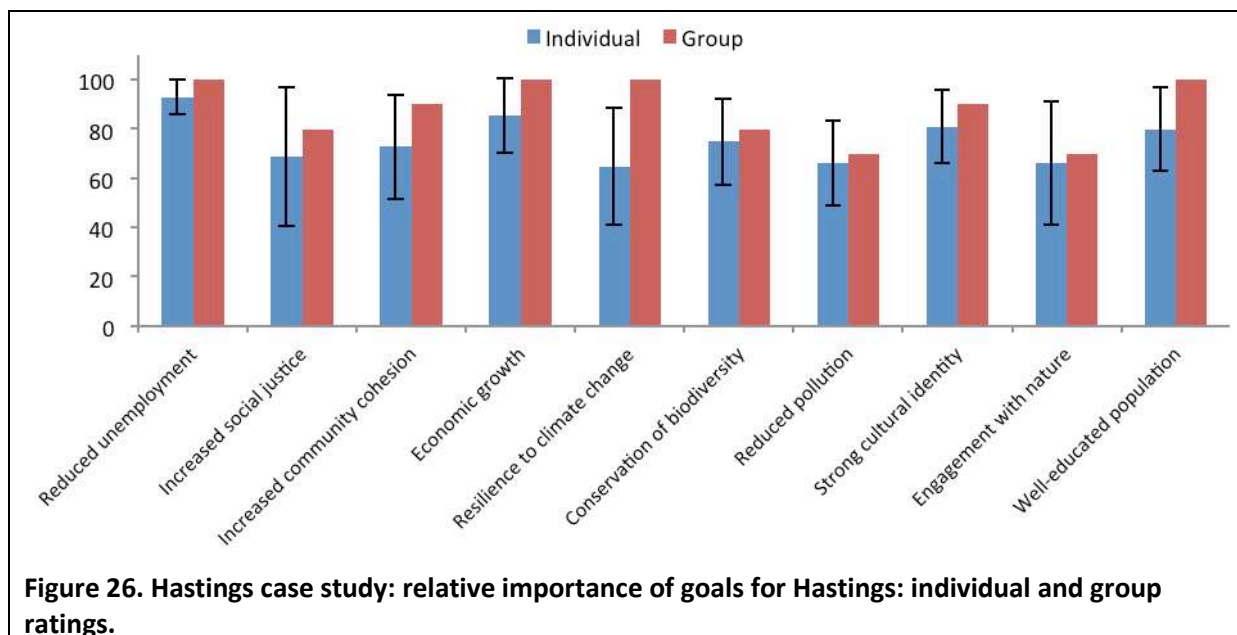 Individual Group
100
80
60
40
20
0
Reduced unemployment
Increased social justice
Increased community cohesion
Economic growth
Resilience to climate change
Conservation of biodiversity
Reduced pollution
Strong cultural identity
Engagement with nature
Well-educated population
Figure 26. Hastings case study: relative importance of goals for Hastings: individual and group
ratings.